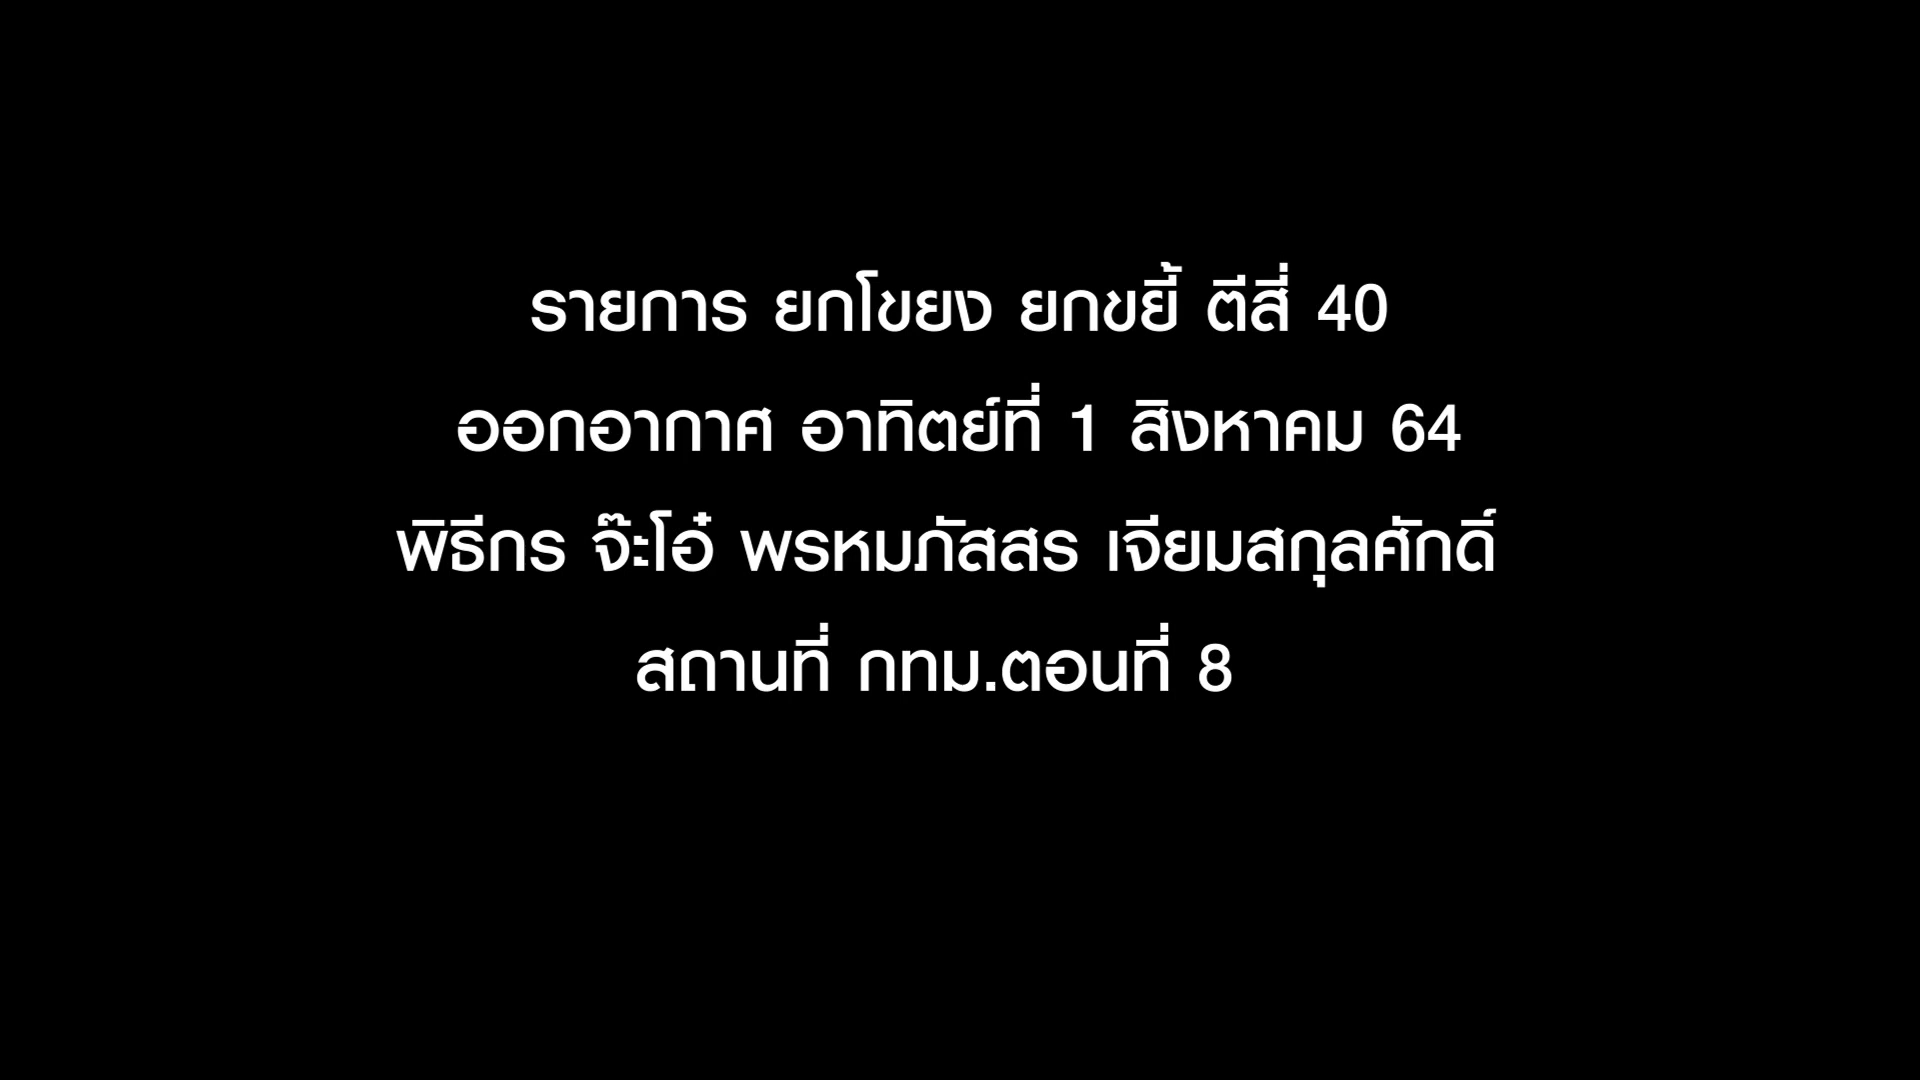 รายการ ยกโขยง ยกขยี้ ตีสี่ 40
ออกอากาศ อาทิตย์ที่ 1 สิงหาคม 64
พิธีกร จ๊ะโอ๋ พรหมภัสสร เจียมสกุลศักดิ์
สถานที่ กทม.ตอนที่ 8